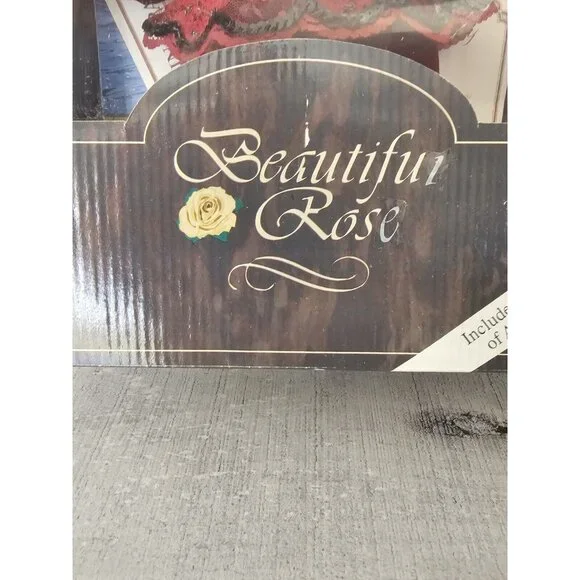 Beautiful
Rose
Include
of A